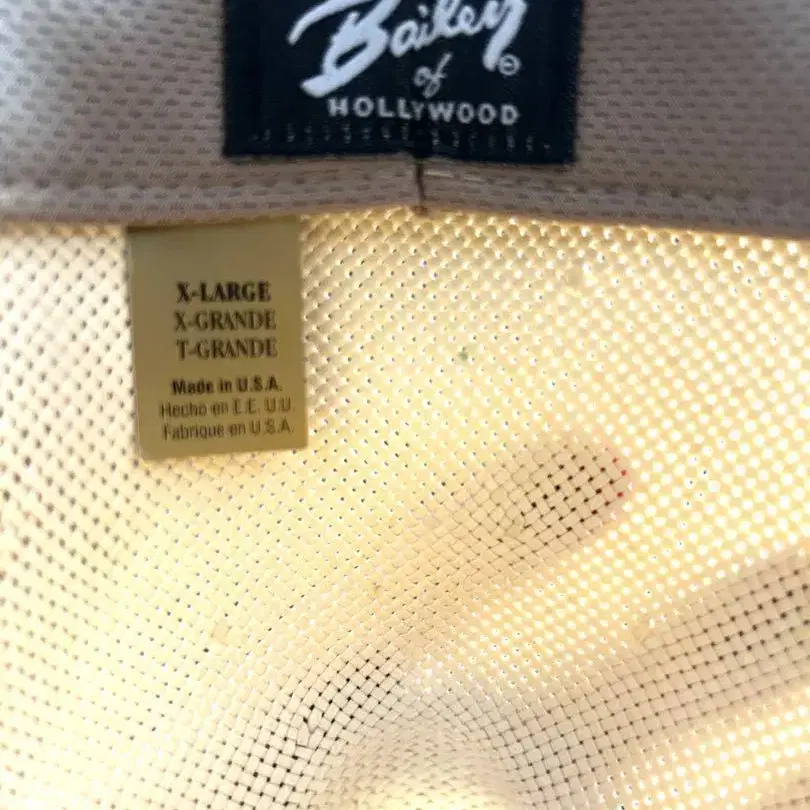 Bailey
of ®
HOLLYWOOD
X-LARGE
X-GRANDE
T-GRANDE
Made in U.S.A.
Hecho en E.E. U.U.
Fabrique en U.S.A.